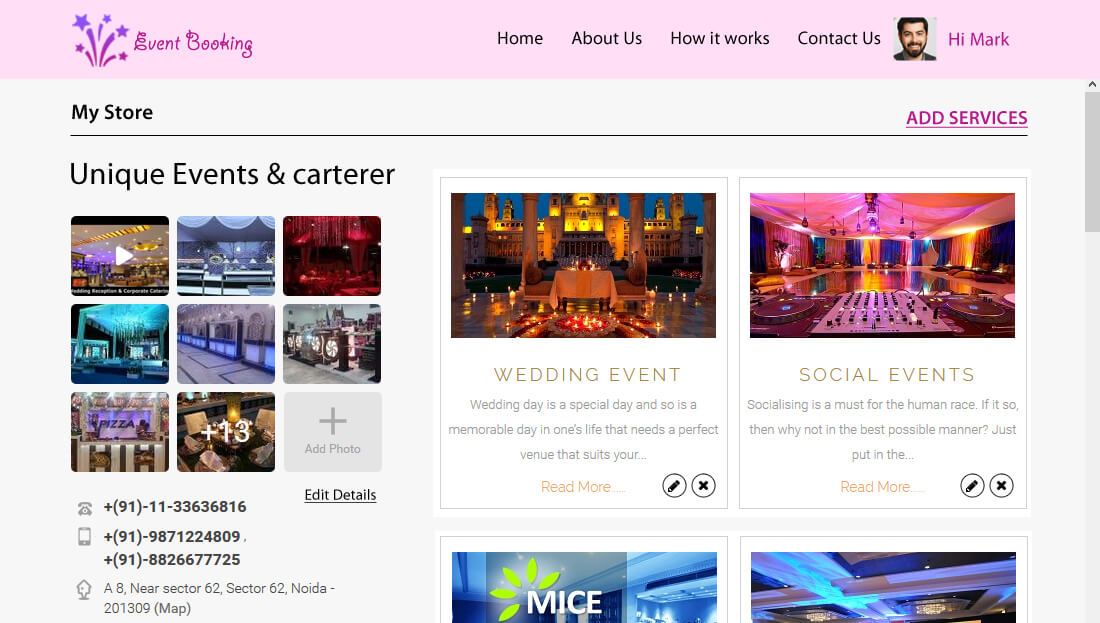 Event Booking
Home
About Us
How it works
Contact Us
Hi Mark
My Store
ADD SERVICES
Unique Events & carterer
Wedding Reception & Corporate Catering
PIZZA
+13
Add Photo
Edit Details
+(91)-11-33636816
+(91)-9871224809 ,
+(91)-8826677725
A 8, Near sector 62, Sector 62, Noida -
201309 (Map)
WEDDING EVENT
Wedding day is a special day and so is a
memorable day in one's life that needs a perfect
venue that suits your...
Read More.....
SOCIAL EVENTS
Socialising is a must for the human race. If it so,
then why not in the best possible manner? Just
put in the...
Read More.....
MICE